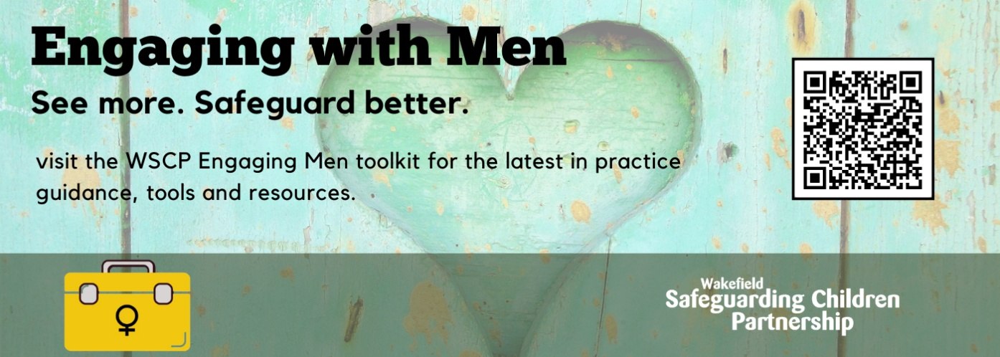 Engaging with Men
See more. Safeguard better.
visit the WSCP Engaging Men toolkit for the latest in practice
guidance, tools and resources.
Wakefield
Safeguarding Children
Partnership